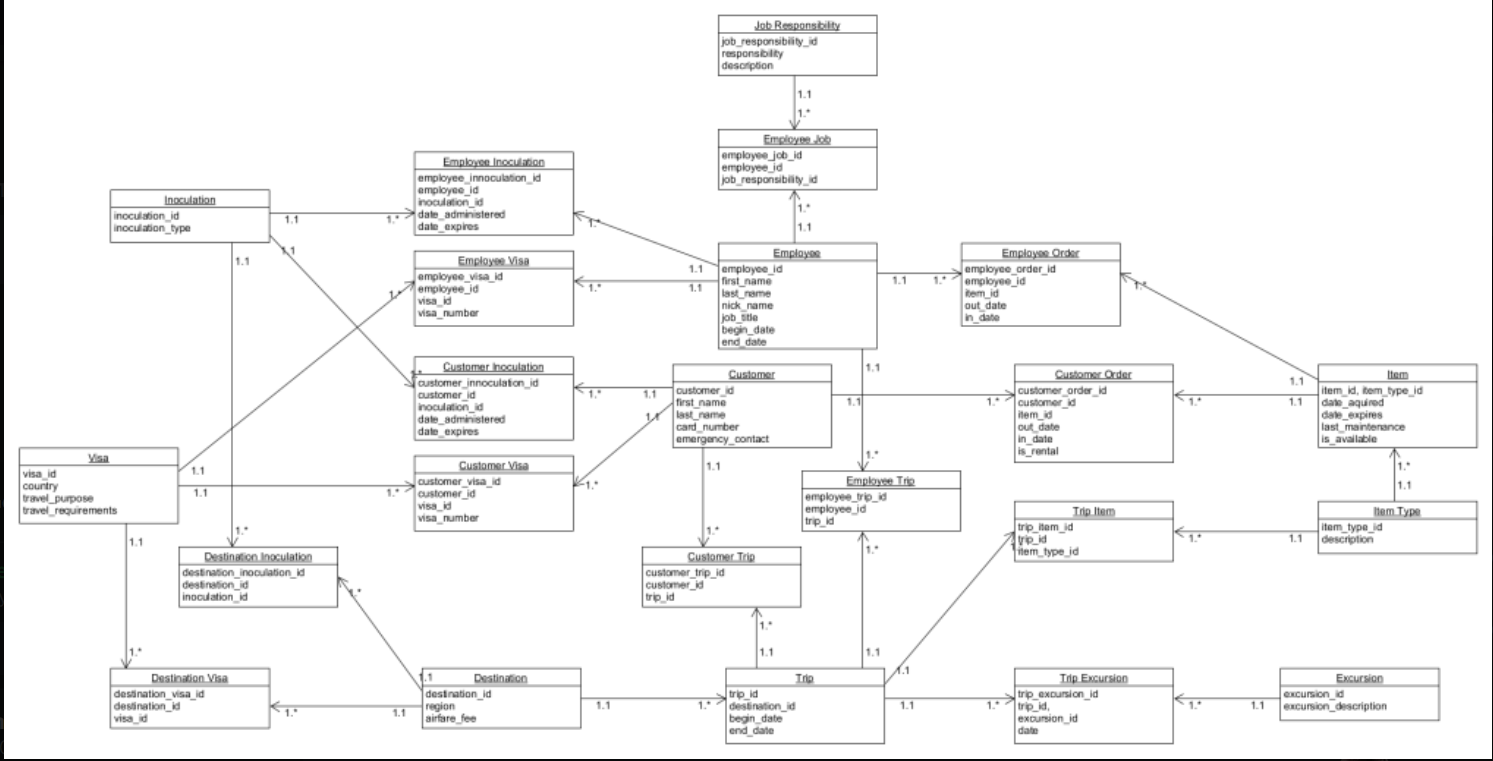 Job Responsibility
job_responsibility_id
responsibility
description
1.1
1.*
Employee Job
employee_job_id
employee_id
job_responsibility_id
1.*
1.1
Employee Inoculation
employee_innoculation_id
employee_id
inoculation_id
date_administered
date_expires
Inoculation
inoculation_id
inoculation_type
1.1
1.*
1.*
1.1
1.1
1.1
Employee Visa
employee_visa_id
employee_id
visa_id
visa_number
1.*
1.*
1.1
Employee
employee_id
first_name
last_name
nick_name
job_title
begin_date
end_date
1.1
1.*
Employee Order
employee_order_id
employee_id
item_id
out_date
in_date
1.*
1.1
1.1
1.*
Customer Inoculation
customer_innoculation_id
customer_id
inoculation_id
date_administered
date_expires
1.*
1.*
1.1
Customer
customer_id
first_name
last_name
card_number
emergency_contact
1.1
1.1
1.*
Customer Order
customer_order_id
customer_id
item_id
out_date
in_date
is_rental
1.*
1.1
Item
item_id, item_type_id
date_aquired
date_expires
last_maintenance
is_available
1.*
1.1
Visa
visa_id
country
travel_purpose
travel_requirements
1.1
1.1
1.*
Customer Visa
customer_visa_id
customer_id
visa_id
visa_number
1.*
1.1
1.*
Employee Trip
employee_trip_id
employee_id
trip_id
1.*
1.1
Trip Item
trip_item_id
trip_id
item_type_id
1.*
1.1
Item Type
item_type_id
description
1.1
1.*
Destination Inoculation
destination_inoculation_id
destination_id
inoculation_id
1.*
1.1
Customer Trip
customer_trip_id
customer_id
trip_id
1.*
1.1
1.*
Destination Visa
destination_visa_id
destination_id
visa_id
1.*
1.1
Destination
destination_id
region
airfare_fee
1.1
1.*
Trip
trip_id
destination_id
begin_date
end_date
1.1
1.1
1.*
Trip Excursion
trip_excursion_id
trip_id,
excursion_id
date
1.*
1.1
Excursion
excursion_id
excursion_description